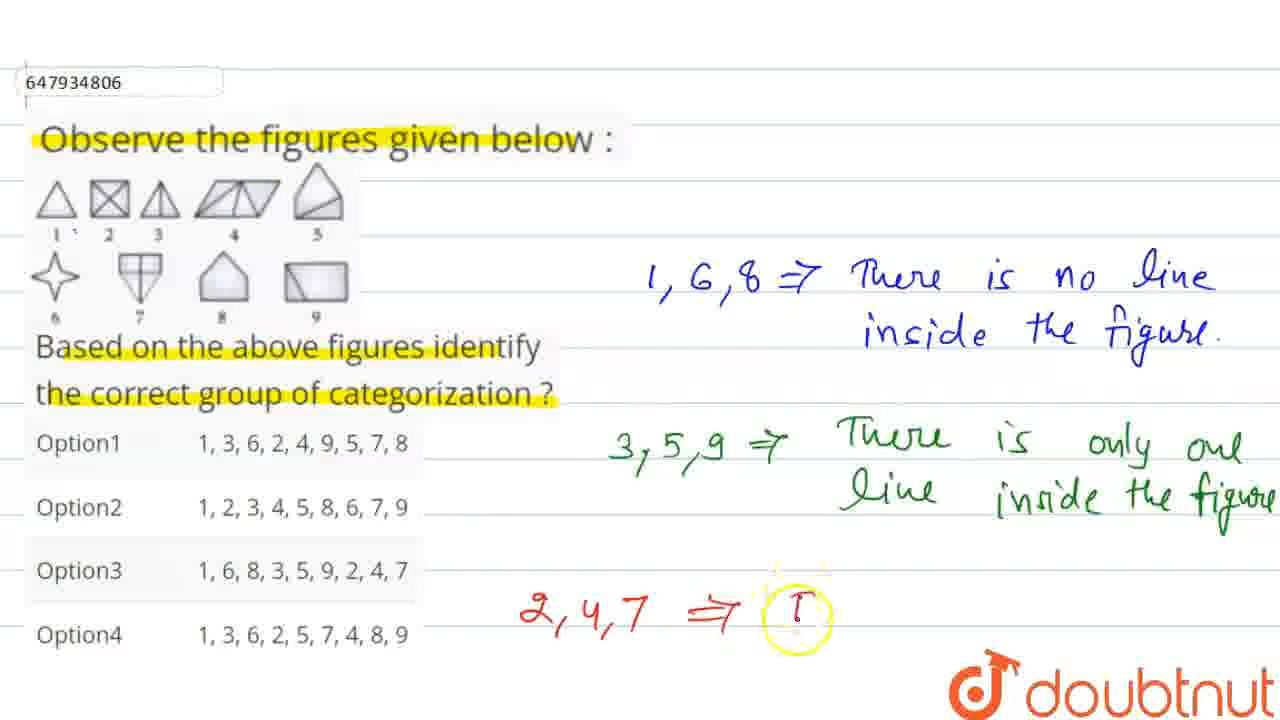 647934806
Observe the figures given below :
1 2 3 4 5
6 7 8 9
Based on the above figures identify
the correct group of categorization ?
Option1 1, 3, 6, 2, 4, 9, 5, 7, 8
Option2 1, 2, 3, 4, 5, 8, 6, 7, 9
Option3 1, 6, 8, 3, 5, 9, 2, 4, 7
Option4 1, 3, 6, 2, 5, 7, 4, 8, 9
1, 6, 8 ⇒ There is no line
inside the figure.
3, 5, 9 ⇒ There is only one
line inside the figure
2, 4, 7 ⇒ T
doubtnut